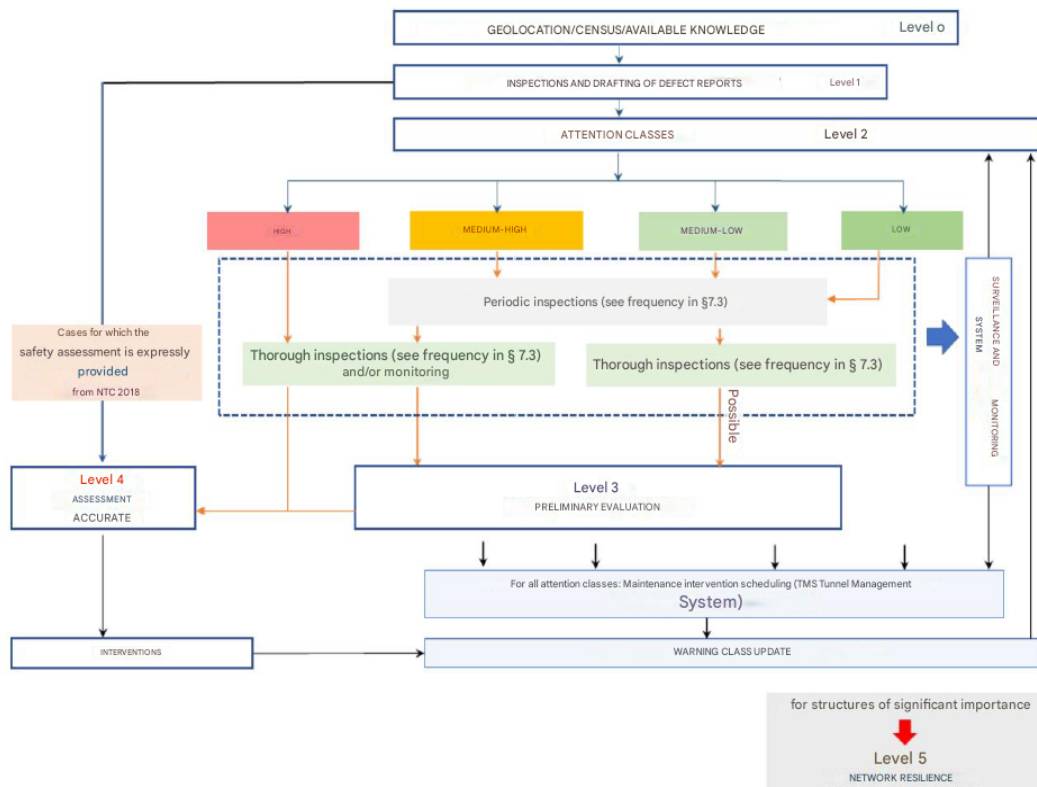 GEOLOCATION/CENSUS/AVAILABLE KNOWLEDGE Level o
INSPECTIONS AND DRAFTING OF DEFECT REPORTS Level 1
ATTENTION CLASSES Level 2
HIGH
MEDIUM-HIGH
MEDIUM-LOW
LOW
Periodic inspections (see frequency in §7.3)
Cases for which the
safety assessment is expressly
provided
from NTC 2018
Thorough inspections (see frequency in § 7.3)
and/or monitoring
Thorough inspections (see frequency in § 7.3)
Possible
SURVEILLANCE AND MONITORING
SYSTEM
Level 4
ASSESSMENT
ACCURATE
Level 3
PRELIMINARY EVALUATION
For all attention classes: Maintenance intervention scheduling (TMS Tunnel Management
System)
INTERVENTIONS
WARNING CLASS UPDATE
for structures of significant importance
Level 5
NETWORK RESILIENCE